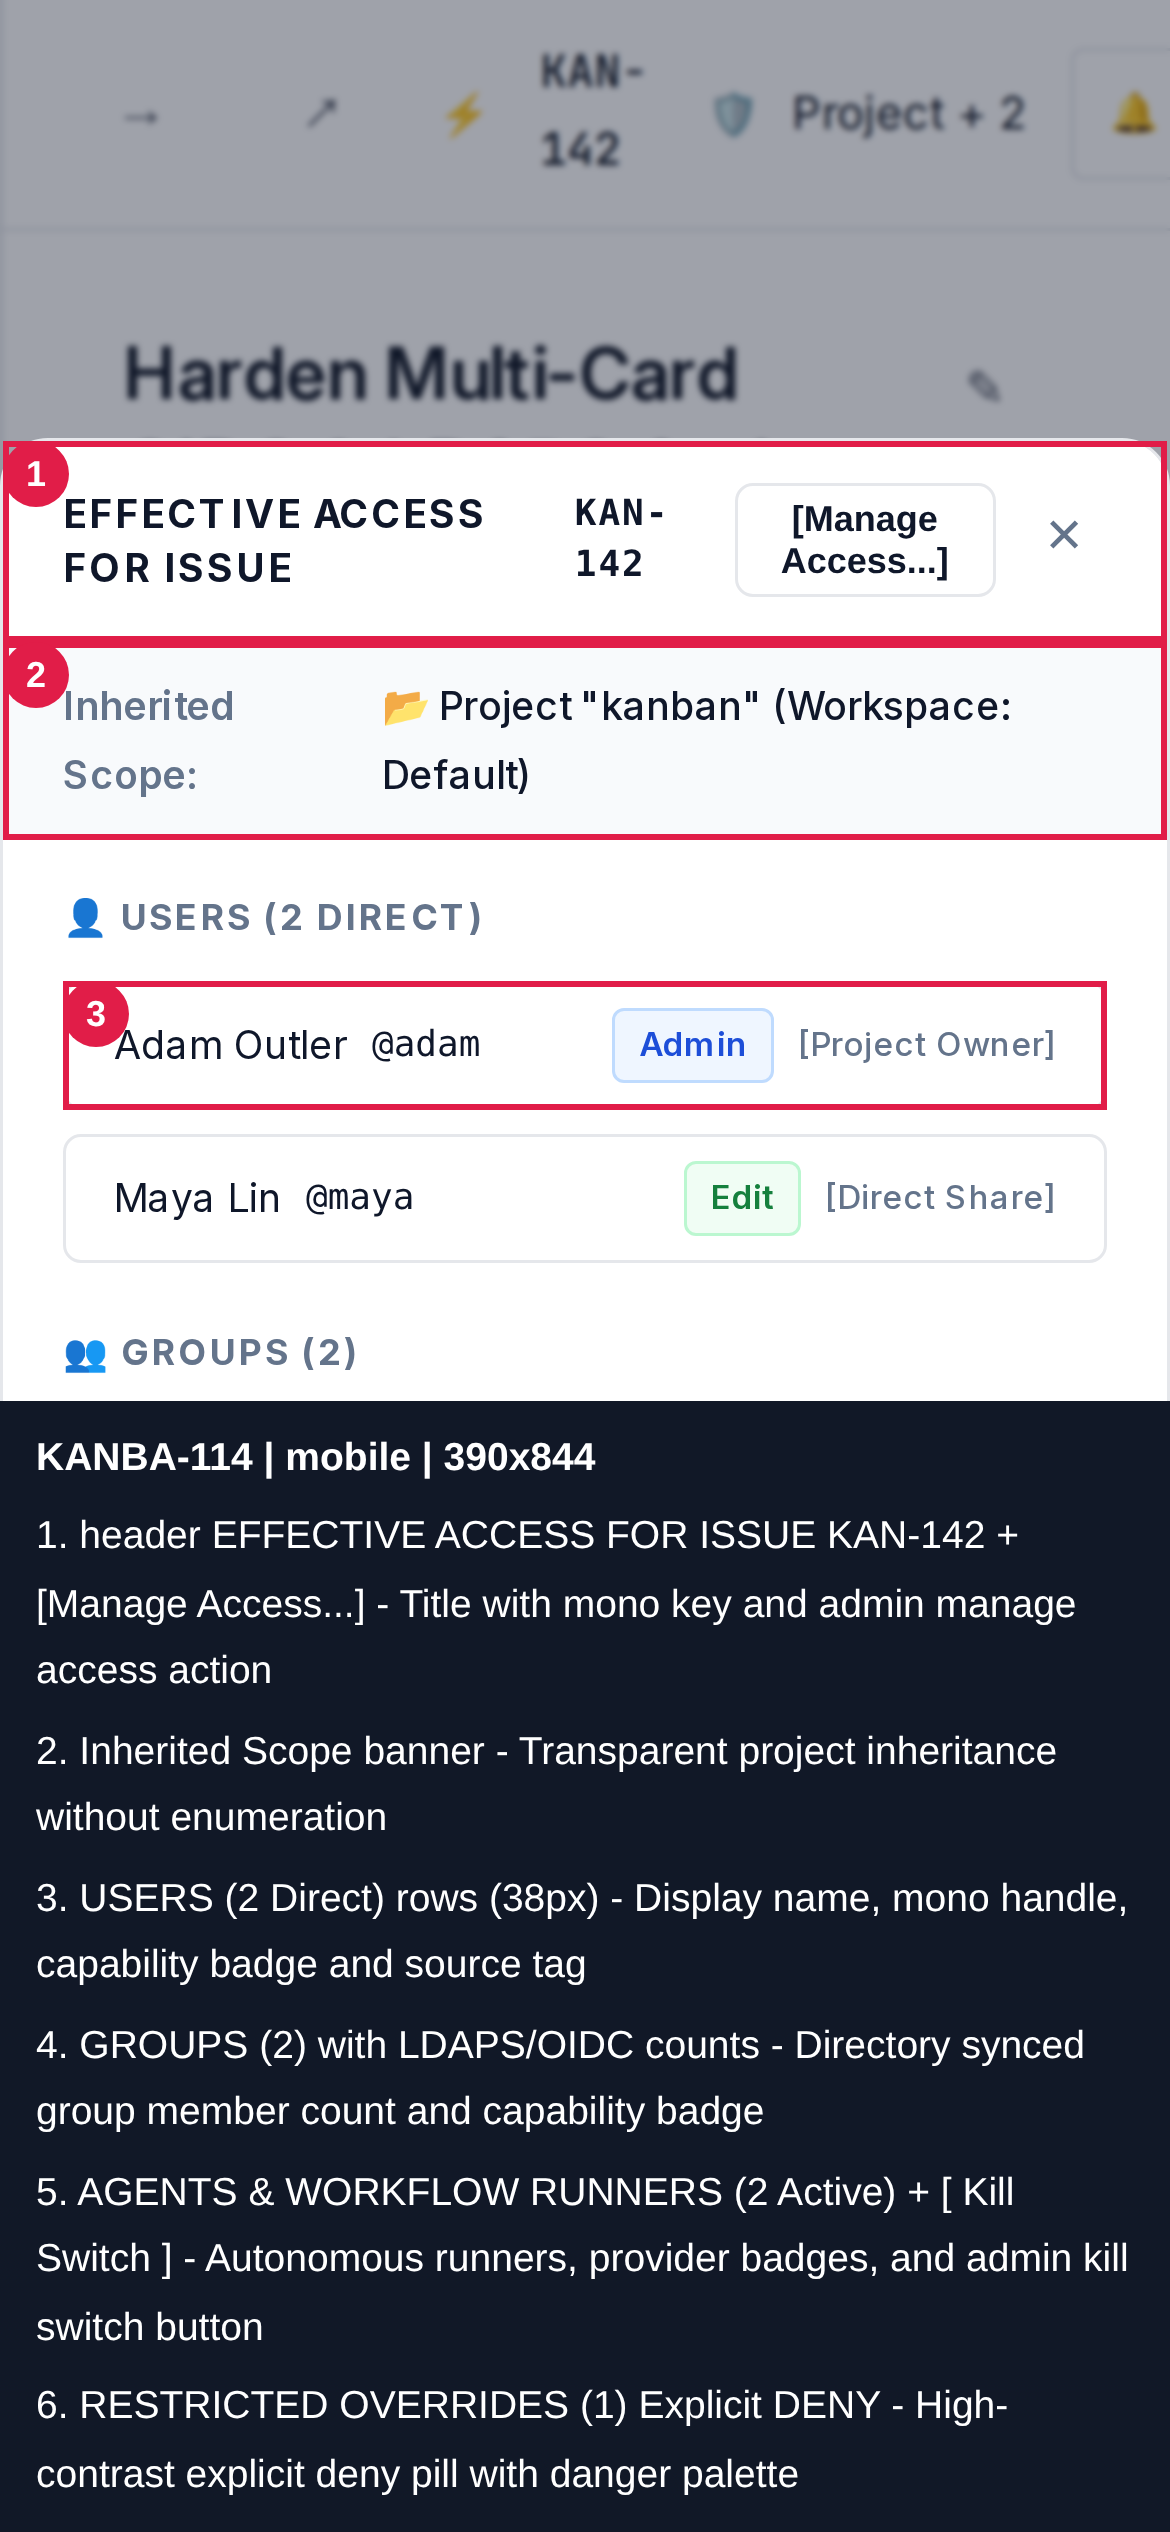 → ↗ ⚡ KAN-142 🛡️ Project + 2 🔔
Harden Multi-Card ✎
1
EFFECTIVE ACCESS
FOR ISSUE
KAN-
142
[Manage
Access...]
✕
2
Inherited
Scope:
📂 Project "kanban" (Workspace:
Default)
👤 USERS (2 DIRECT)
3
Adam Outler @adam Admin [Project Owner]
Maya Lin @maya Edit [Direct Share]
👥 GROUPS (2)
KANBA-114 | mobile | 390x844
1. header EFFECTIVE ACCESS FOR ISSUE KAN-142 +
[Manage Access...] - Title with mono key and admin manage
access action
2. Inherited Scope banner - Transparent project inheritance
without enumeration
3. USERS (2 Direct) rows (38px) - Display name, mono handle,
capability badge and source tag
4. GROUPS (2) with LDAPS/OIDC counts - Directory synced
group member count and capability badge
5. AGENTS & WORKFLOW RUNNERS (2 Active) + [ Kill
Switch ] - Autonomous runners, provider badges, and admin kill
switch button
6. RESTRICTED OVERRIDES (1) Explicit DENY - High-
contrast explicit deny pill with danger palette